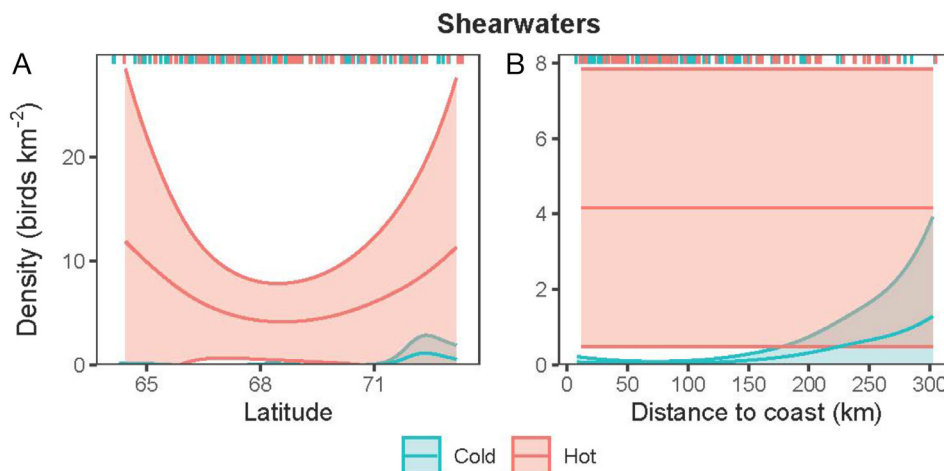 Shearwaters
A
B
Density (birds km⁻²)
20
10
0
65
68
71
Latitude
8
6
4
2
0
0
50
100
150
200
250
300
Distance to coast (km)
Cold
Hot